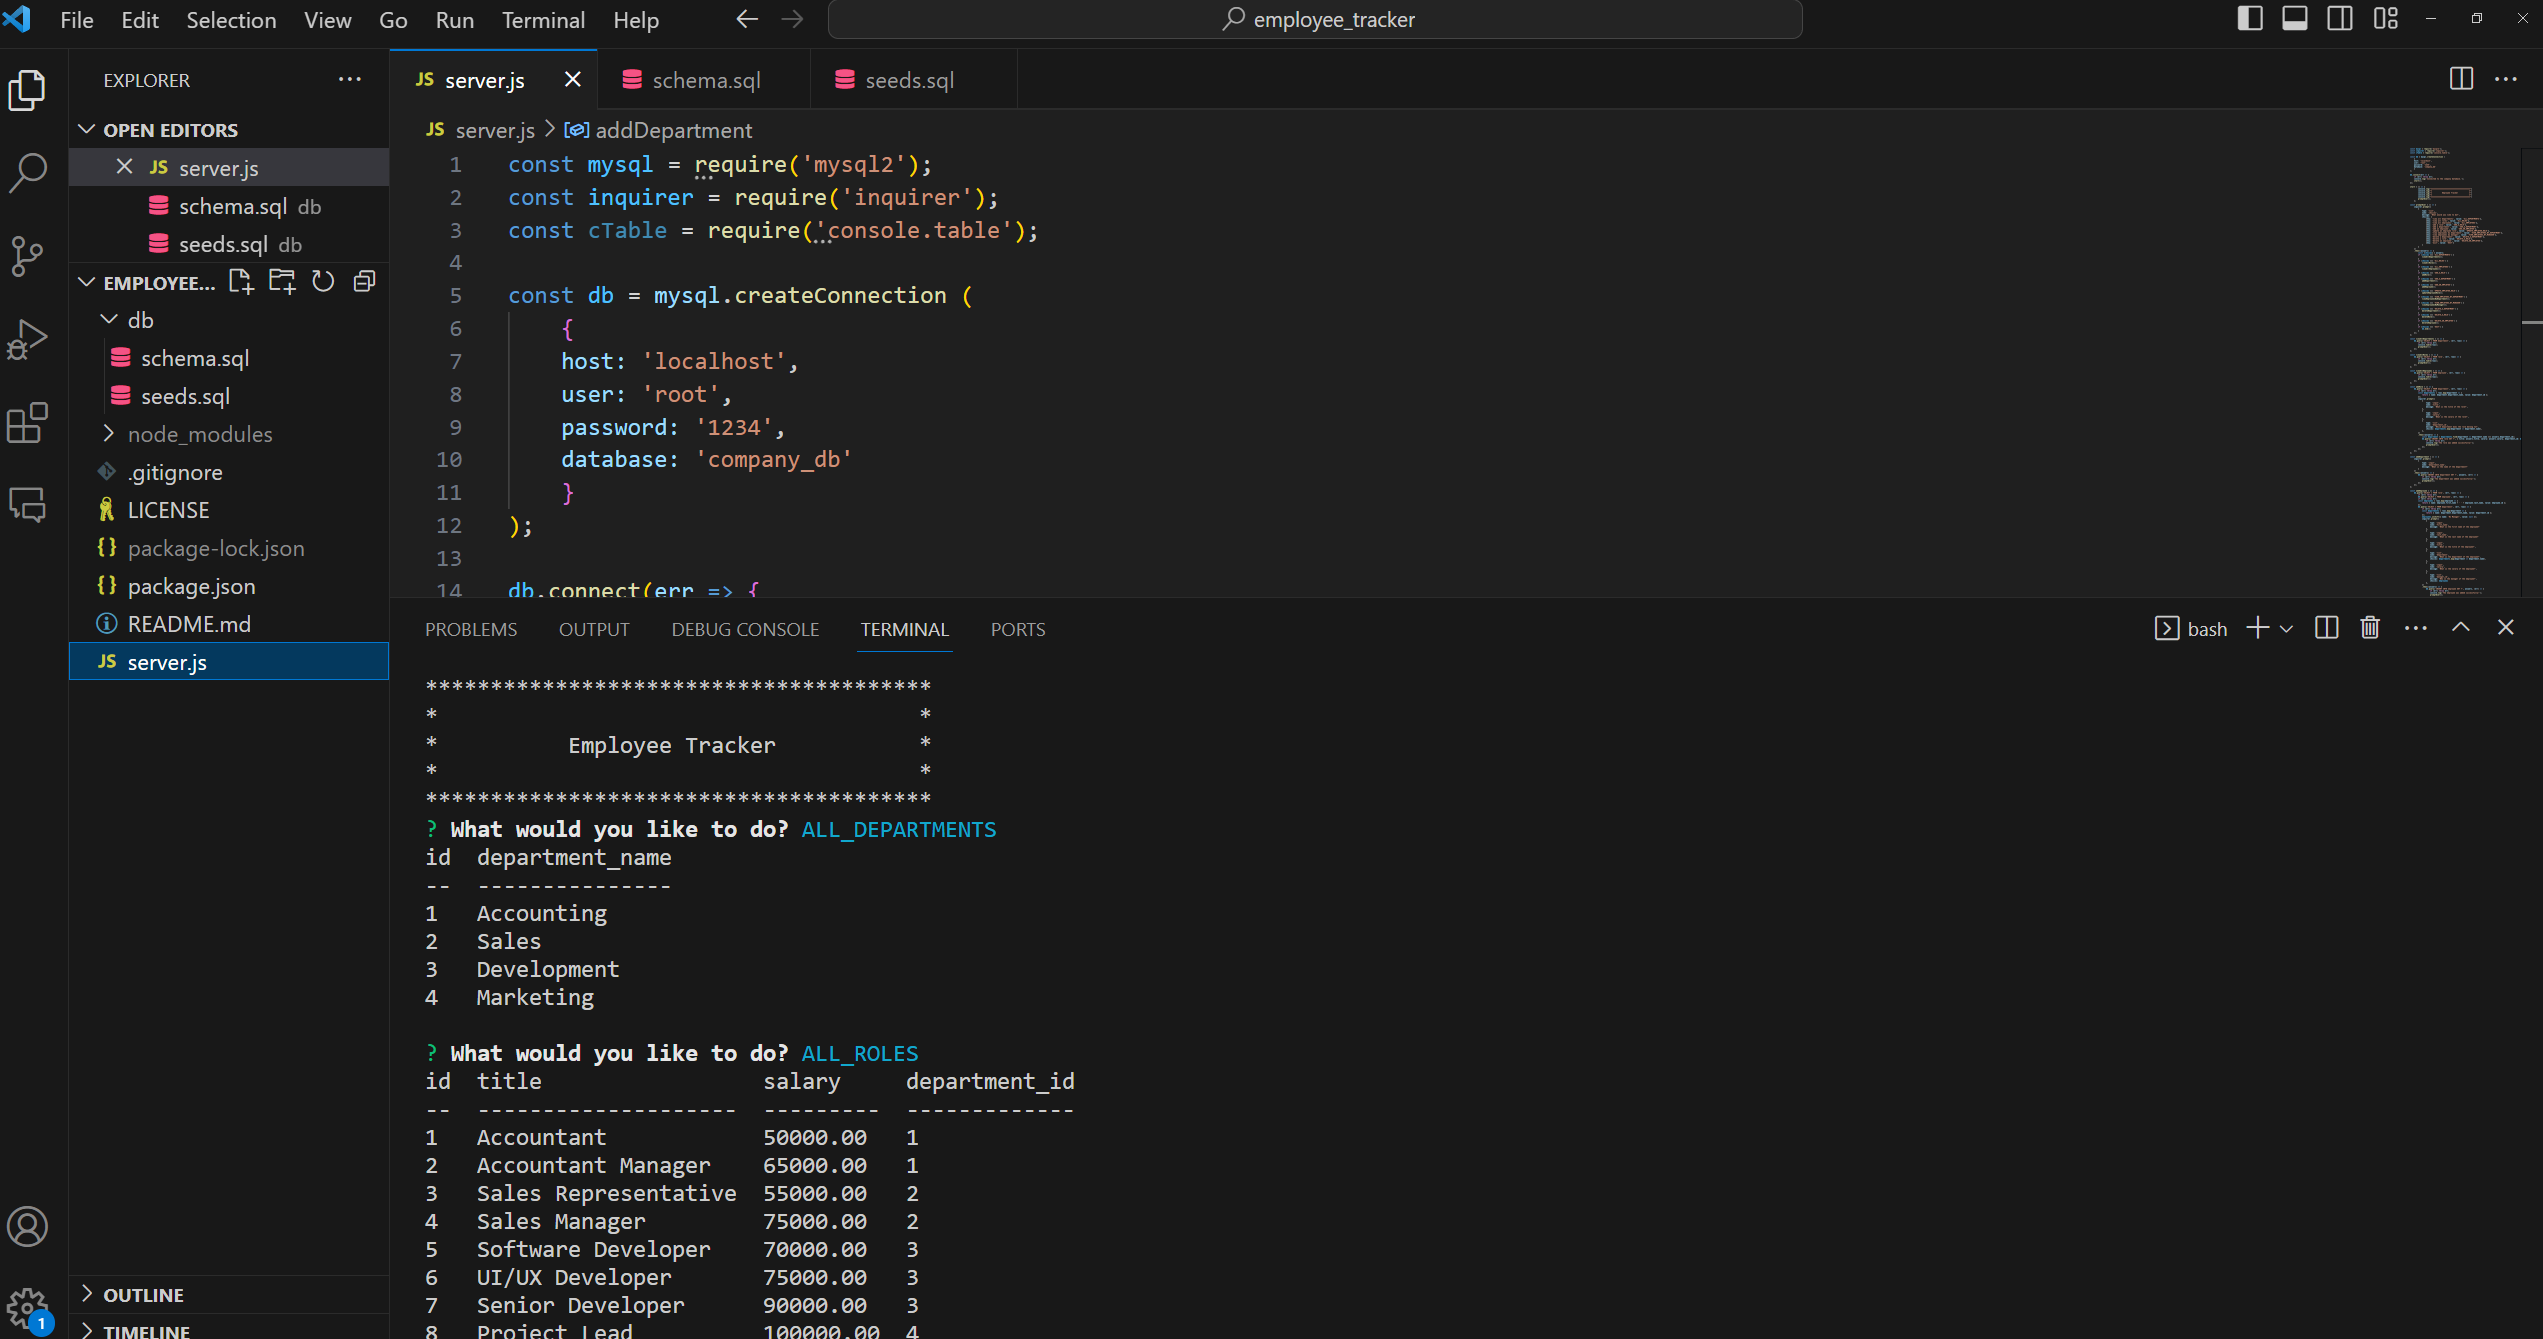 File Edit Selection View Go Run Terminal Help employee_tracker
EXPLORER
OPEN EDITORS
JS server.js
schema.sql db
seeds.sql db
EMPLOYEE...
db
schema.sql
seeds.sql
node_modules
.gitignore
LICENSE
{} package-lock.json
{} package.json
README.md
JS server.js
OUTLINE
TIMELINE
1
JS server.js schema.sql seeds.sql
JS server.js > addDepartment
1 const mysql = require('mysql2');
2 const inquirer = require('inquirer');
3 const cTable = require('console.table');
4
5 const db = mysql.createConnection (
6 {
7 host: 'localhost',
8 user: 'root',
9 password: '1234',
10 database: 'company_db'
11 }
12 );
13
14 db.connect(err => {
PROBLEMS OUTPUT DEBUG CONSOLE TERMINAL PORTS bash
***************************************
* *
* Employee Tracker *
* *
***************************************
? What would you like to do? ALL_DEPARTMENTS
id department_name
-- ---------------
1 Accounting
2 Sales
3 Development
4 Marketing
? What would you like to do? ALL_ROLES
id title salary department_id
-- -------------------- --------- -------------
1 Accountant 50000.00 1
2 Accountant Manager 65000.00 1
3 Sales Representative 55000.00 2
4 Sales Manager 75000.00 2
5 Software Developer 70000.00 3
6 UI/UX Developer 75000.00 3
7 Senior Developer 90000.00 3
8 Project Lead 100000.00 4